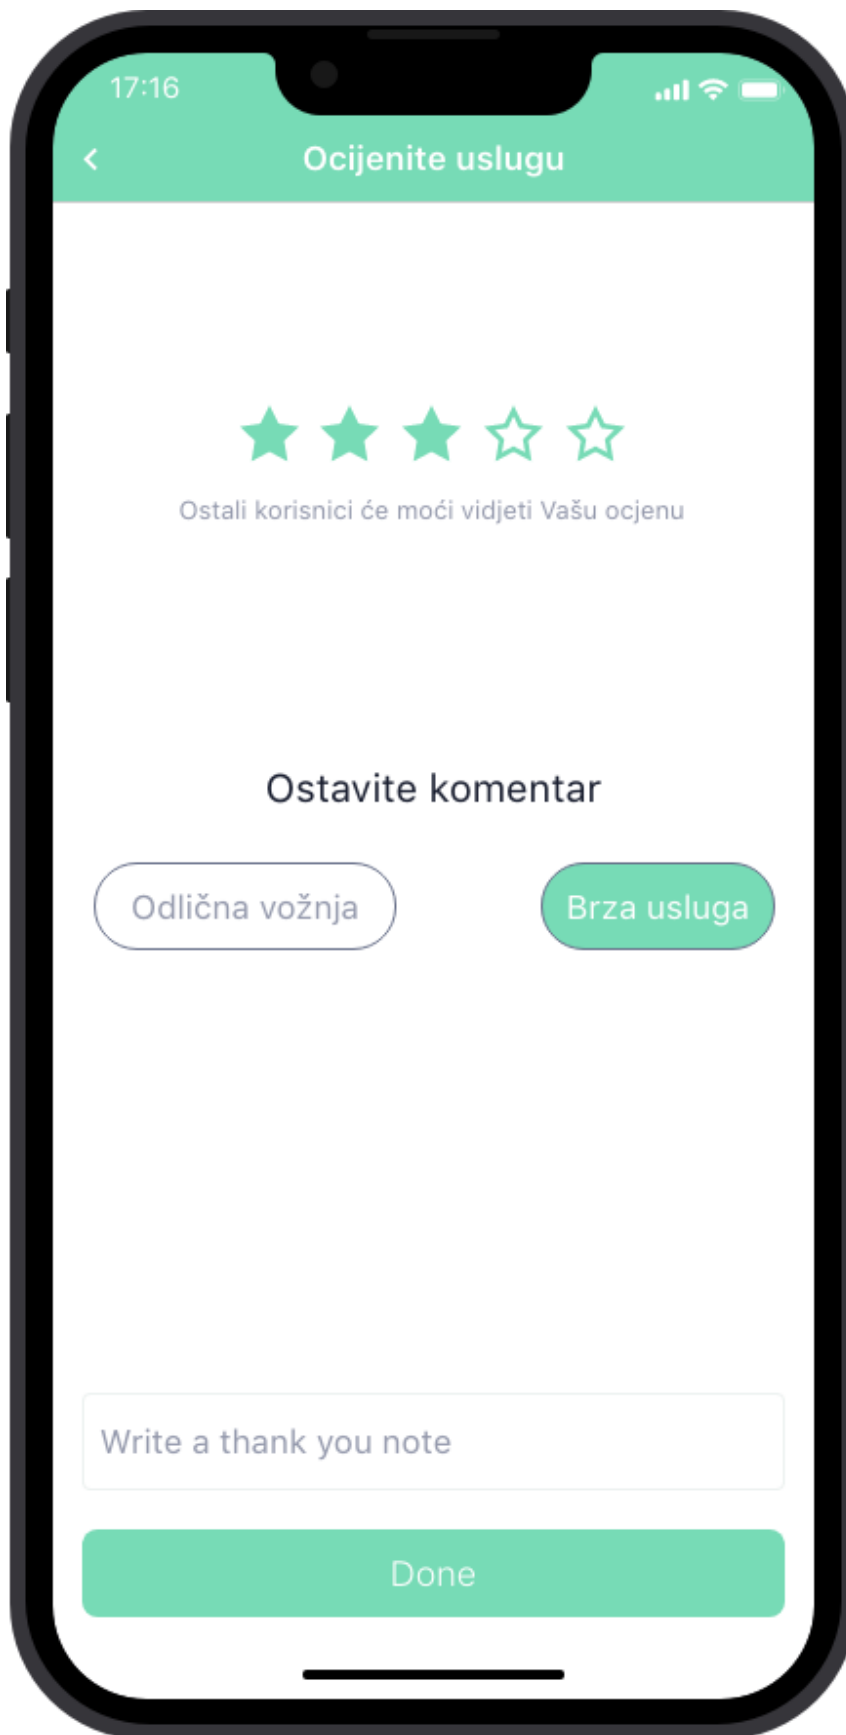 17:16
Ocijenite uslugu
Ostali korisnici će moći vidjeti Vašu ocjenu
Ostavite komentar
Odlična vožnja
Brza usluga
Write a thank you note
Done